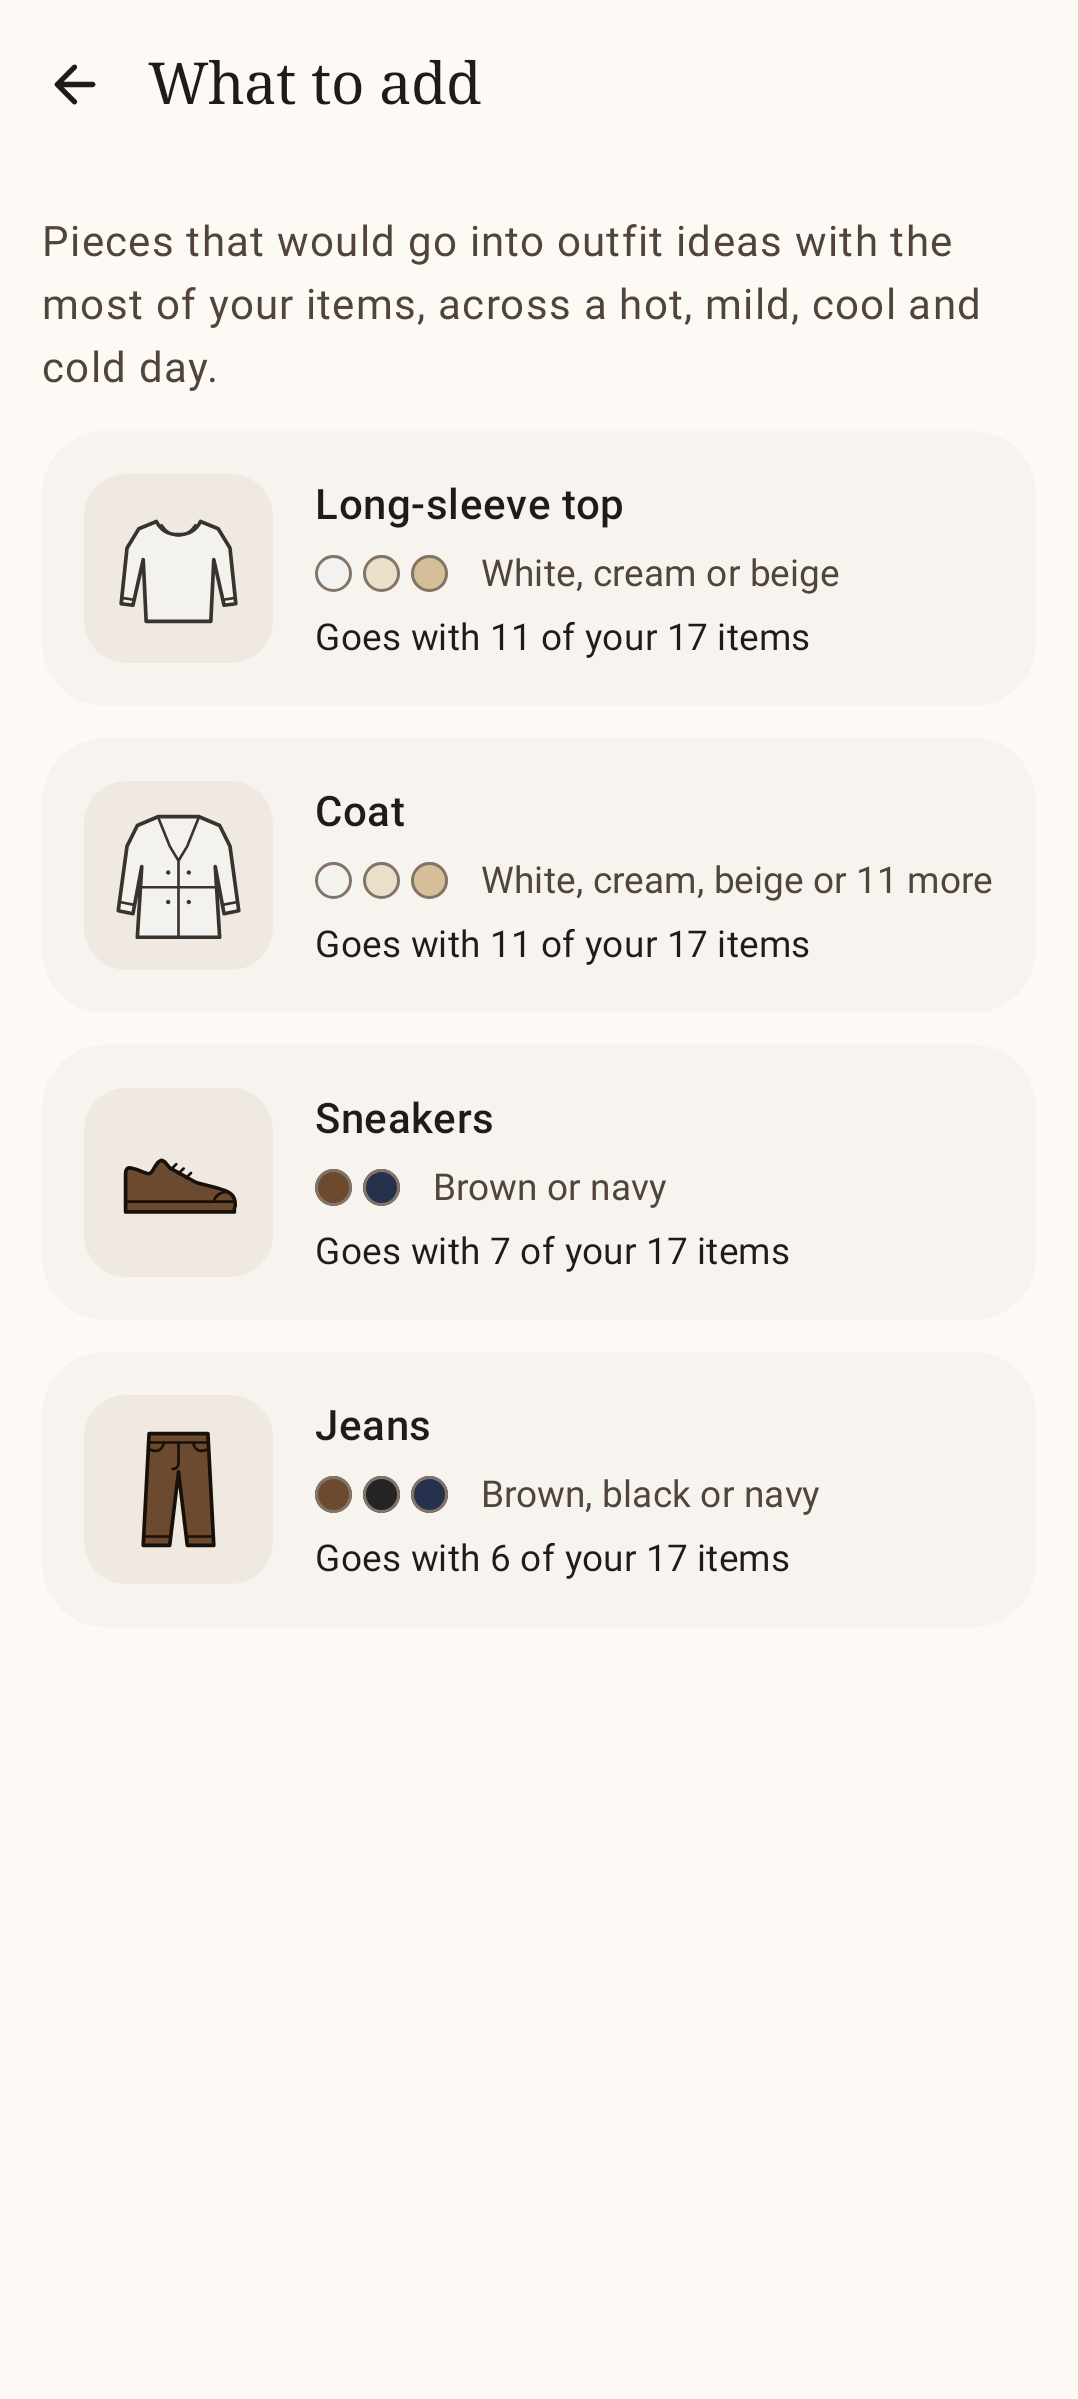 What to add
Pieces that would go into outfit ideas with the
most of your items, across a hot, mild, cool and
cold day.
Long-sleeve top
White, cream or beige
Goes with 11 of your 17 items
Coat
White, cream, beige or 11 more
Goes with 11 of your 17 items
Sneakers
Brown or navy
Goes with 7 of your 17 items
Jeans
Brown, black or navy
Goes with 6 of your 17 items